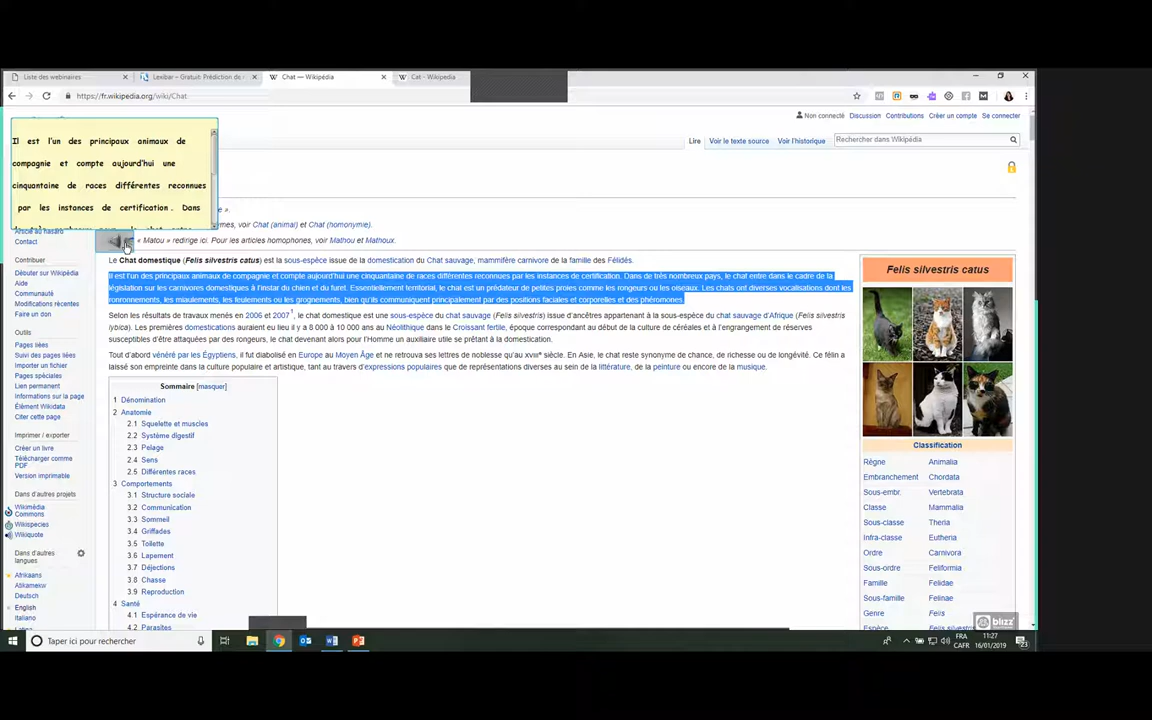 Liste des webinaires
Lexibar – Gratuit: Prédiction de
Chat — Wikipédia
Cat - Wikipedia
https://fr.wikipedia.org/wiki/Chat
Non connecté Discussion Contributions Créer un compte Se connecter
Lire Voir le texte source Voir l'historique Rechercher dans Wikipédia
Il est l'un des principaux animaux de
compagnie et compte aujourd'hui une
cinquantaine de races différentes reconnues
par les instances de certification. Dans
voir Chat (animal) et Chat (homonymie).
« Matou » redirige ici. Pour les articles homophones, voir Mathou et Mathoux.
Le Chat domestique (Felis silvestris catus) est la sous-espèce issue de la domestication du Chat sauvage, mammifère carnivore de la famille des Félidés.
Il est l'un des principaux animaux de compagnie et compte aujourd'hui une cinquantaine de races différentes reconnues par les instances de certification. Dans de très nombreux pays, le chat entre dans le cadre de la
législation sur les carnivores domestiques à l'instar du chien et du furet. Essentiellement territorial, le chat est un prédateur de petites proies comme les rongeurs ou les oiseaux. Les chats ont diverses vocalisations dont les
ronronnements, les miaulements, les feulements ou les grognements, bien qu'ils communiquent principalement par des positions faciales et corporelles et des phéromones.
Selon les résultats de travaux menés en 2006 et 2007 1, le chat domestique est une sous-espèce du chat sauvage (Felis silvestris) issue d'ancêtres appartenant à la sous-espèce du chat sauvage d'Afrique (Felis silvestris
lybica). Les premières domestications auraient eu lieu il y a 8 000 à 10 000 ans au Néolithique dans le Croissant fertile, époque correspondant au début de la culture de céréales et à l'engrangement de réserves
susceptibles d'être attaquées par des rongeurs, le chat devenant alors pour l'Homme un auxiliaire utile se prêtant à la domestication.
Tout d'abord vénéré par les Égyptiens, il fut diabolisé en Europe au Moyen Âge et ne retrouva ses lettres de noblesse qu'au XVIIIe siècle. En Asie, le chat reste synonyme de chance, de richesse ou de longévité. Ce félin a
laissé son empreinte dans la culture populaire et artistique, tant au travers d'expressions populaires que de représentations diverses au sein de la littérature, de la peinture ou encore de la musique.
Article au hasard
Contact
Contribuer
Débuter sur Wikipédia
Aide
Communauté
Modifications récentes
Faire un don
Outils
Pages liées
Suivi des pages liées
Importer un fichier
Pages spéciales
Lien permanent
Informations sur la page
Élément Wikidata
Citer cette page
Imprimer / exporter
Créer un livre
Télécharger comme
PDF
Version imprimable
Dans d'autres projets
Wikimédia
Commons
Wikispecies
Wikiquote
Dans d'autres
langues
Afrikaans
Atikamekw
Deutsch
English
Italiano
Sommaire [masquer]
1 Dénomination
2 Anatomie
2.1 Squelette et muscles
2.2 Système digestif
2.3 Pelage
2.4 Sens
2.5 Différentes races
3 Comportements
3.1 Structure sociale
3.2 Communication
3.3 Sommeil
3.4 Griffades
3.5 Toilette
3.6 Lapement
3.7 Déjections
3.8 Chasse
3.9 Reproduction
4 Santé
4.1 Espérance de vie
4.2 Parasites
Felis silvestris catus
Classification
Règne Animalia
Embranchement Chordata
Sous-embr. Vertebrata
Classe Mammalia
Sous-classe Theria
Infra-classe Eutheria
Ordre Carnivora
Sous-ordre Feliformia
Famille Felidae
Sous-famille Felinae
Genre Felis
Espèce Felis silvestris
blizz
Taper ici pour rechercher
FRA
CAFR
11:27
16/01/2019
23